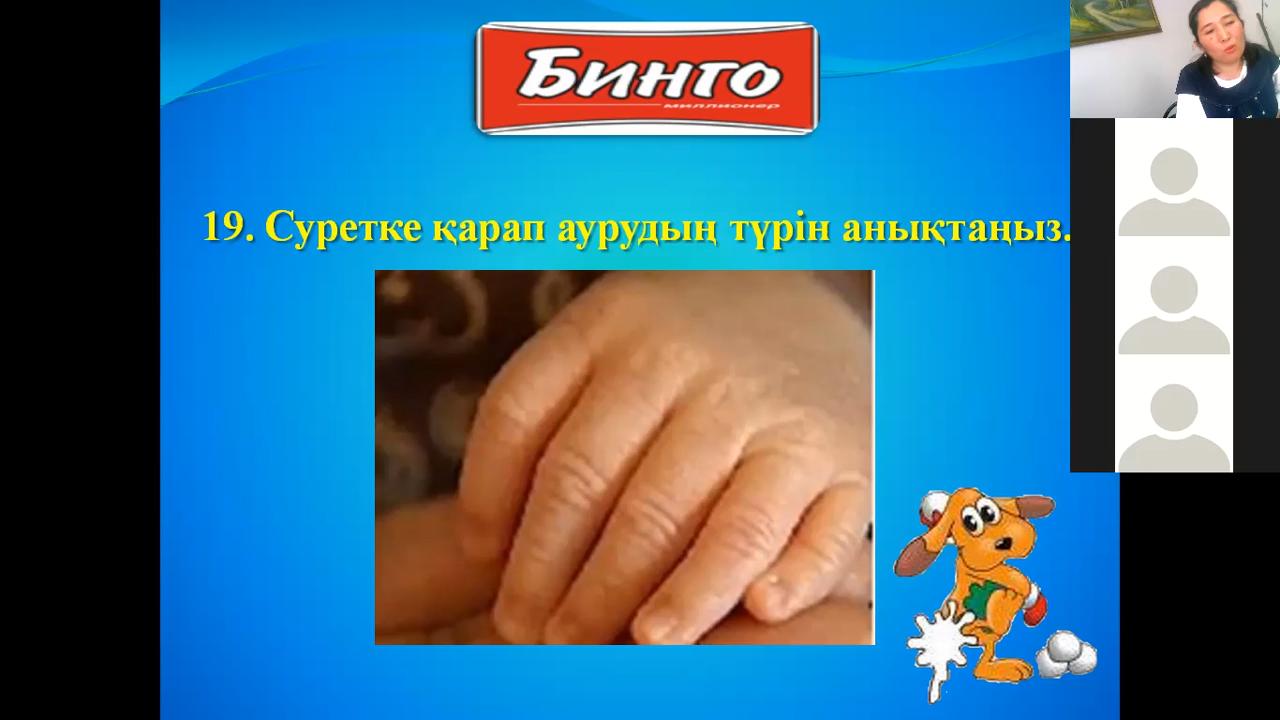 Бинго
миллионер
19. Суретке қарап аурудың түрін анықтаңыз.